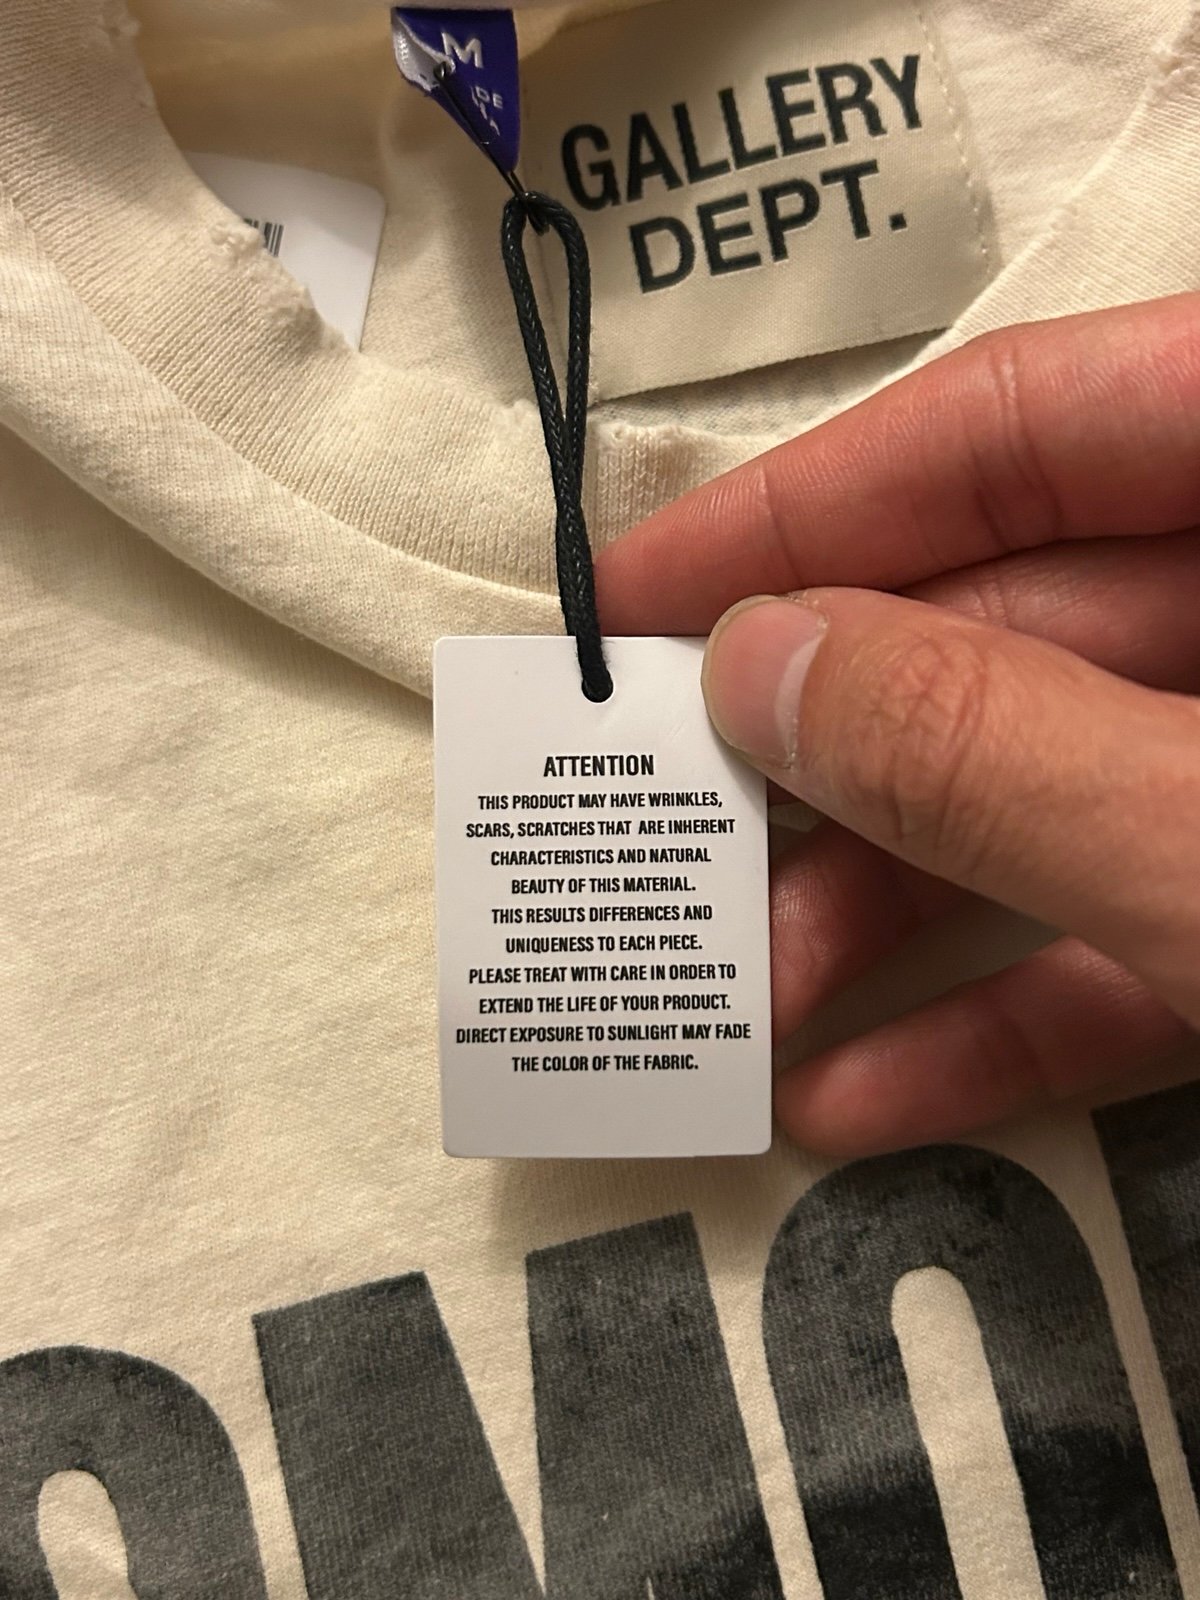 M
GALLERY
DEPT.
ATTENTION
THIS PRODUCT MAY HAVE WRINKLES,
SCARS, SCRATCHES THAT ARE INHERENT
CHARACTERISTICS AND NATURAL
BEAUTY OF THIS MATERIAL.
THIS RESULTS DIFFERENCES AND
UNIQUENESS TO EACH PIECE.
PLEASE TREAT WITH CARE IN ORDER TO
EXTEND THE LIFE OF YOUR PRODUCT.
DIRECT EXPOSURE TO SUNLIGHT MAY FADE
THE COLOR OF THE FABRIC.